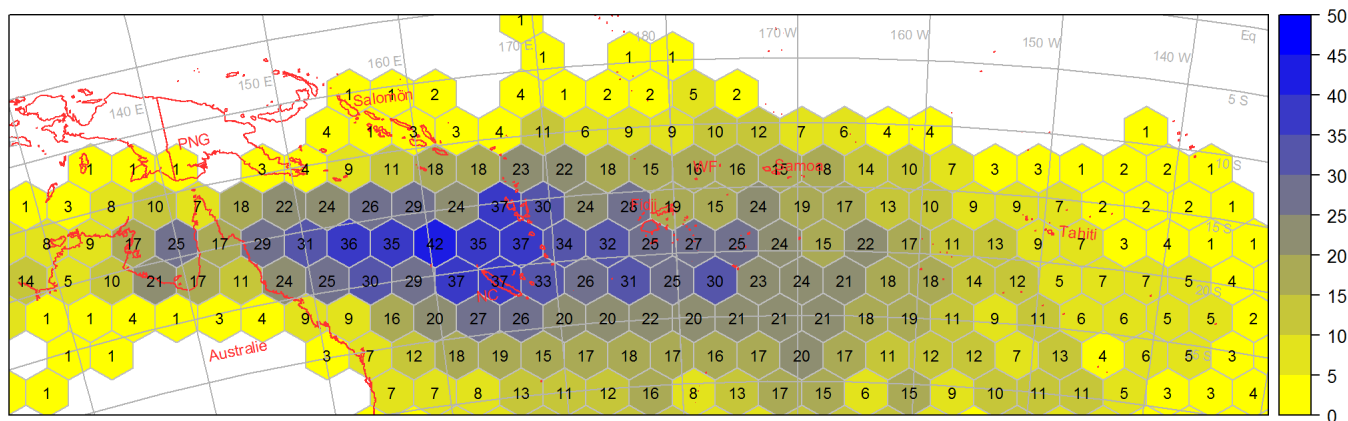 1
170 E 180 170 W 160 W 150 W 140 W Eq
1 1 1
160 E
150 E
140 E
5 S
1 1 2 4 1 2 2 5 2
Salomon
4 1 3 3 4 11 6 9 9 10 12 7 6 4 4 1
PNG
10 S
1 1 1 3 4 9 11 18 18 23 22 18 15 16 16 15 18 14 10 7 3 3 1 2 2 1
WF Samoa
1 3 8 10 7 18 22 24 26 29 24 37 30 24 28 19 15 24 19 17 13 10 9 7 2 2 2 1
15 S
Tahiti
8 9 17 25 17 29 31 36 35 42 35 37 34 32 25 27 25 24 15 22 17 11 13 9 7 3 4 1 1
14 5 10 21 17 11 24 25 30 29 37 37 33 26 31 25 30 23 24 21 18 18 14 12 5 7 7 5 4
NC
20 S
1 1 4 1 3 4 9 9 16 20 27 26 20 20 22 20 21 21 21 18 19 11 9 11 6 6 5 5 2
Australie
1 1 3 7 12 18 19 15 17 18 17 16 17 20 17 11 12 12 7 13 4 6 5 3
1 7 7 8 13 11 12 16 8 13 17 15 6 15 9 10 11 11 5 3 3 4
50
45
40
35
30
25
20
15
10
5
0